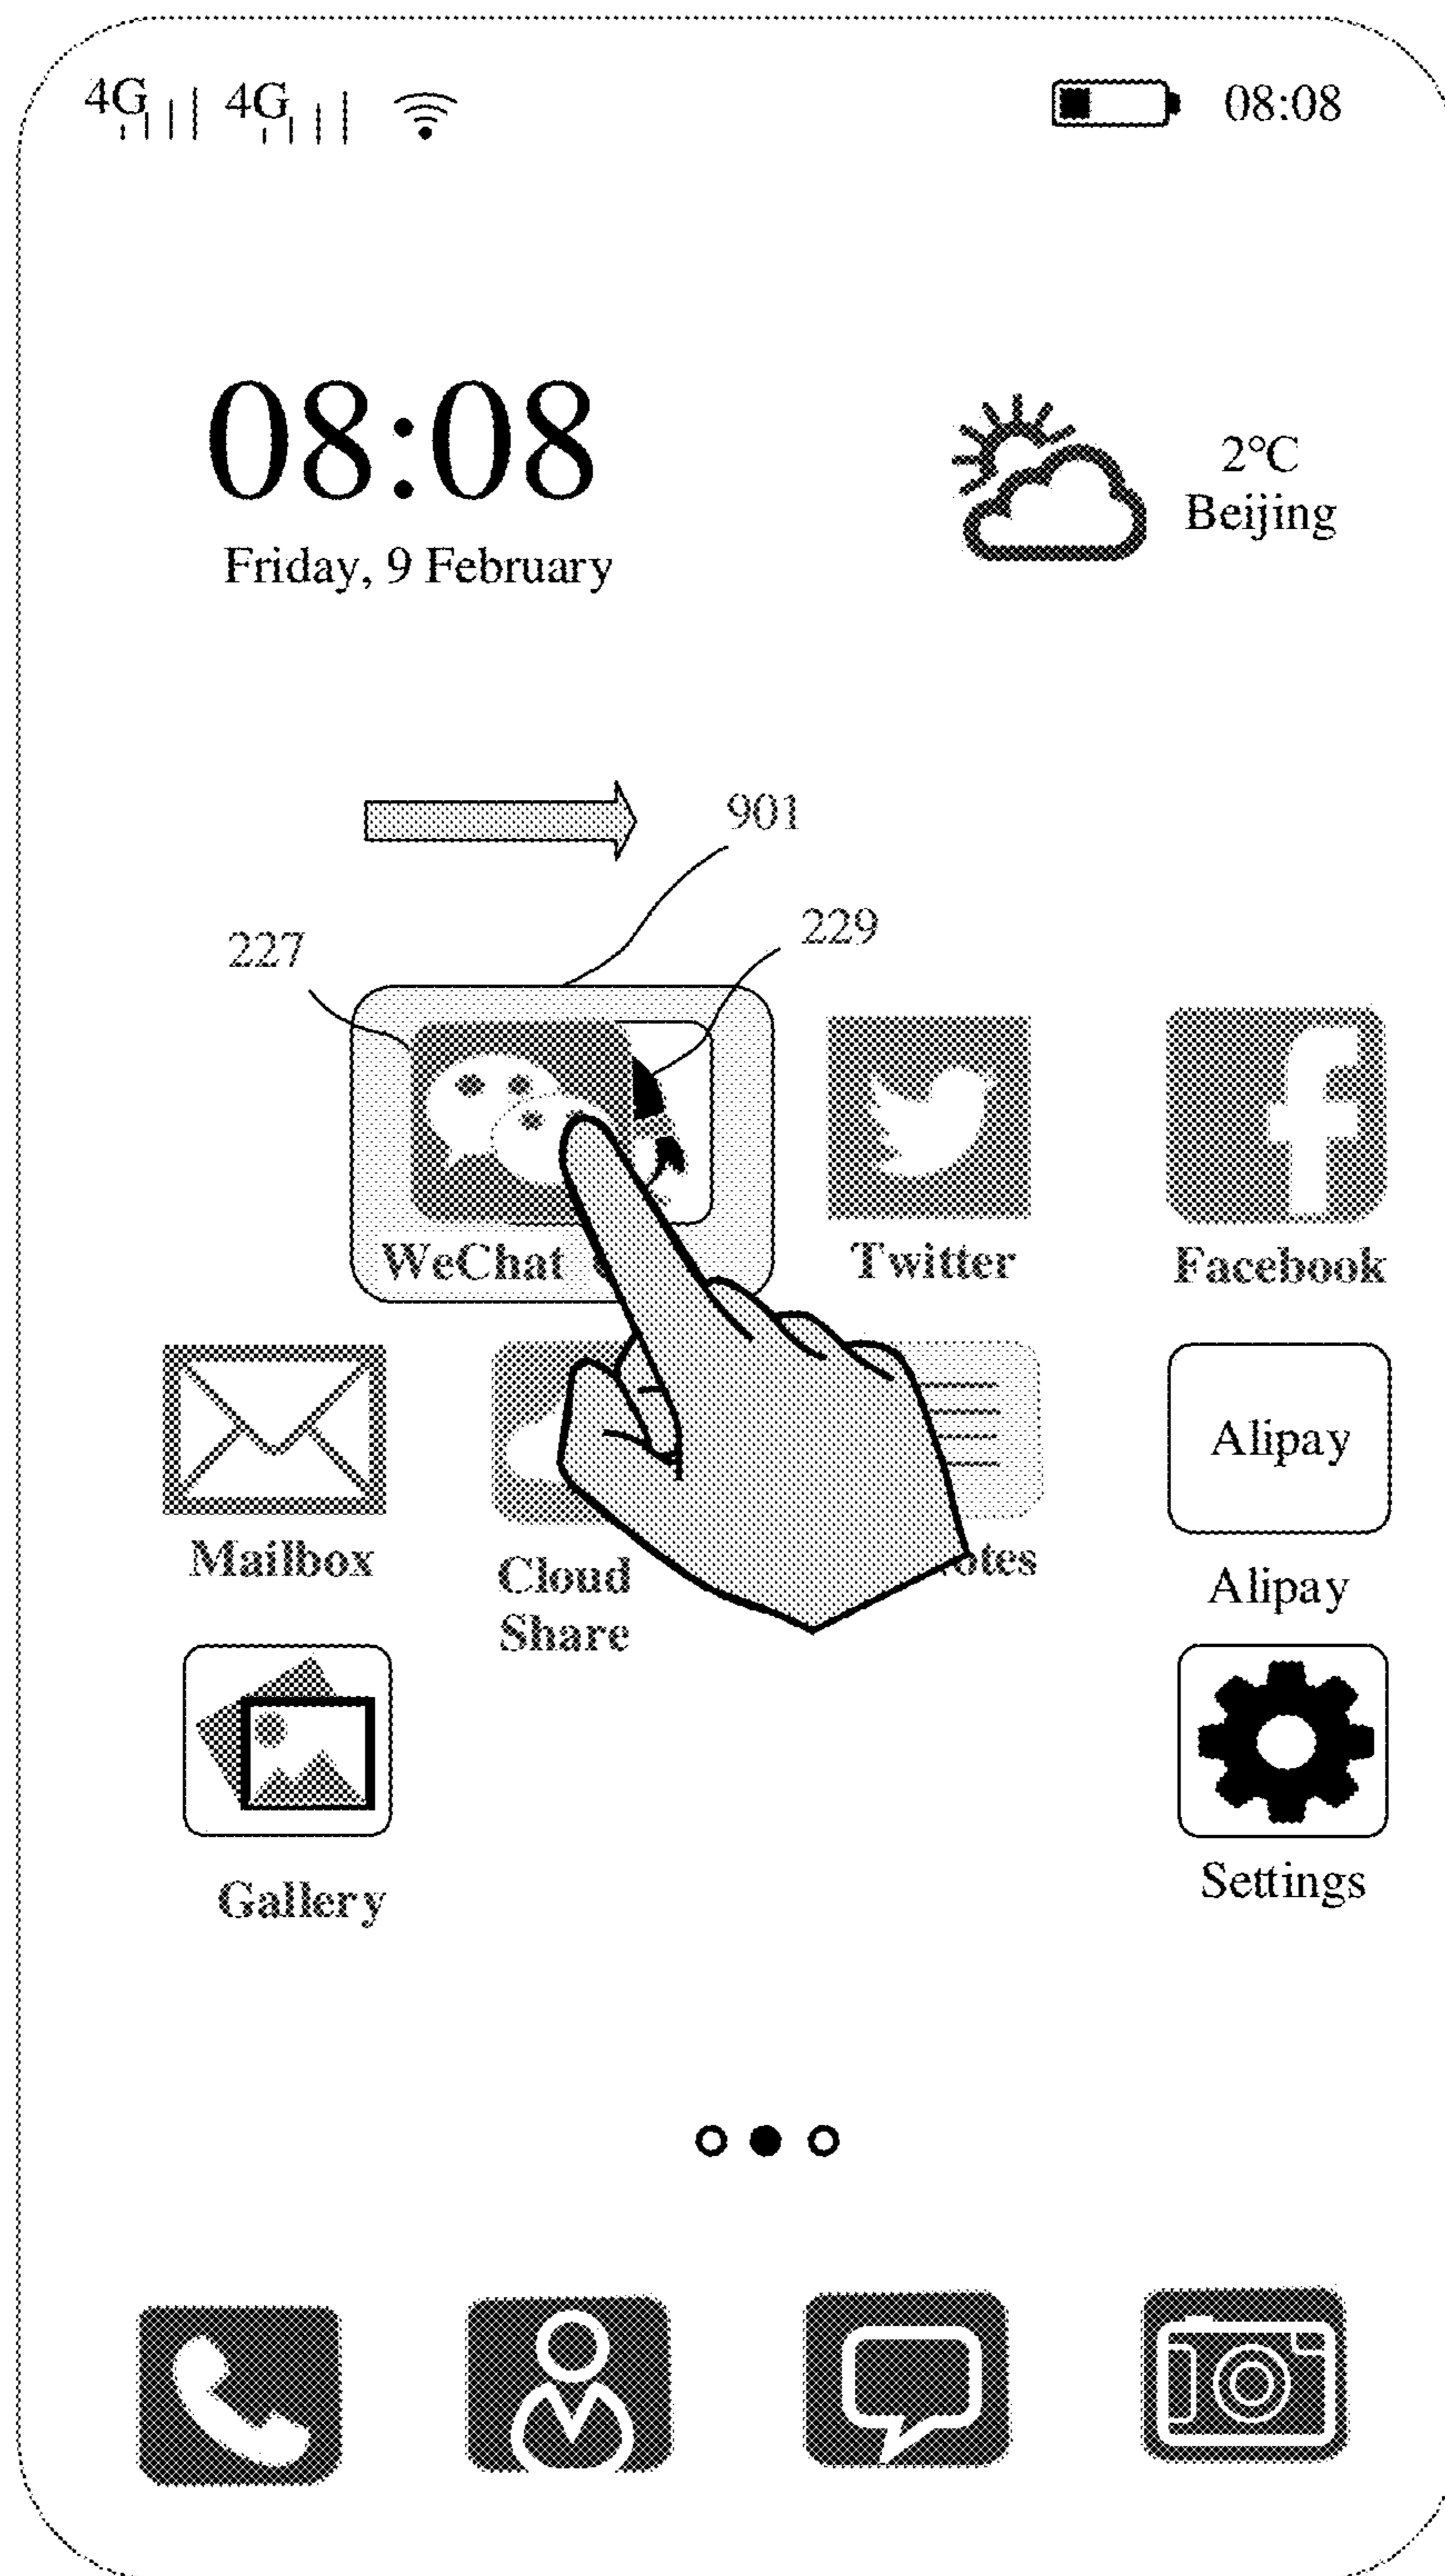 4G 4G 08:08
08:08
Friday, 9 February
2°C
Beijing
901
227
229
WeChat
Twitter
Facebook
Mailbox
Cloud
Share
otes
Alipay
Alipay
Gallery
Settings